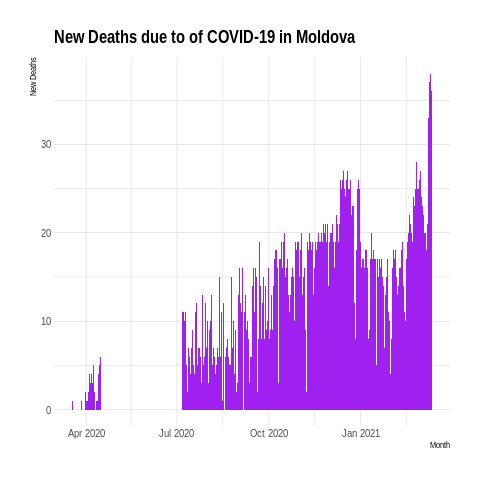 New Deaths due to of COVID-19 in Moldova
New Deaths
30
20
10
0
Apr 2020
Jul 2020
Oct 2020
Jan 2021
Month